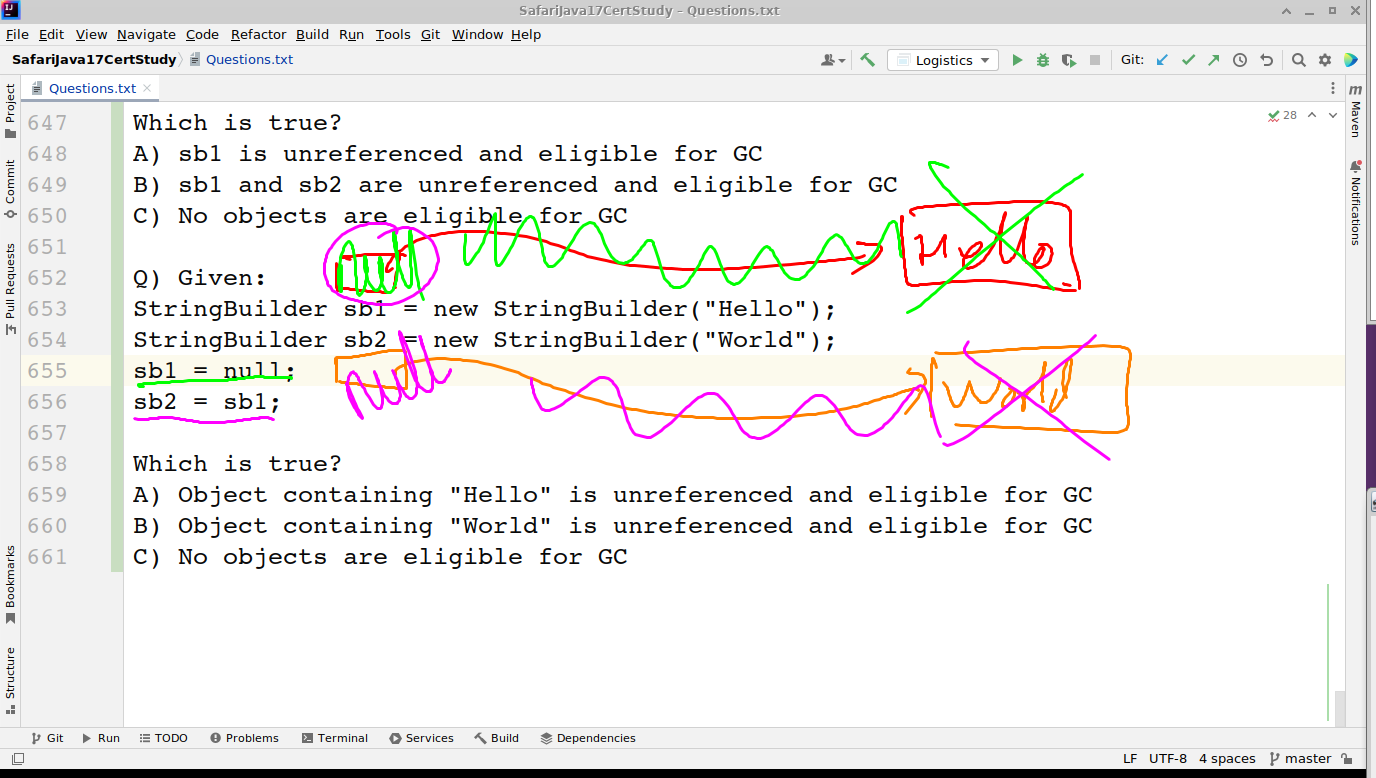 SafariJava17CertStudy – Questions.txt
File Edit View Navigate Code Refactor Build Run Tools Git Window Help
SafariJava17CertStudy Questions.txt Logistics Git:
Questions.txt
Project
Commit
Pull Requests
Bookmarks
Structure
28
Maven
Notifications
647 Which is true?
648 A) sb1 is unreferenced and eligible for GC
649 B) sb1 and sb2 are unreferenced and eligible for GC
650 C) No objects are eligible for GC
651
652 Q) Given:
653 StringBuilder sb1 = new StringBuilder("Hello");
654 StringBuilder sb2 = new StringBuilder("World");
655 sb1 = null;
656 sb2 = sb1;
657
658 Which is true?
659 A) Object containing "Hello" is unreferenced and eligible for GC
660 B) Object containing "World" is unreferenced and eligible for GC
661 C) No objects are eligible for GC
Git Run TODO Problems Terminal Services Build Dependencies
LF UTF-8 4 spaces master